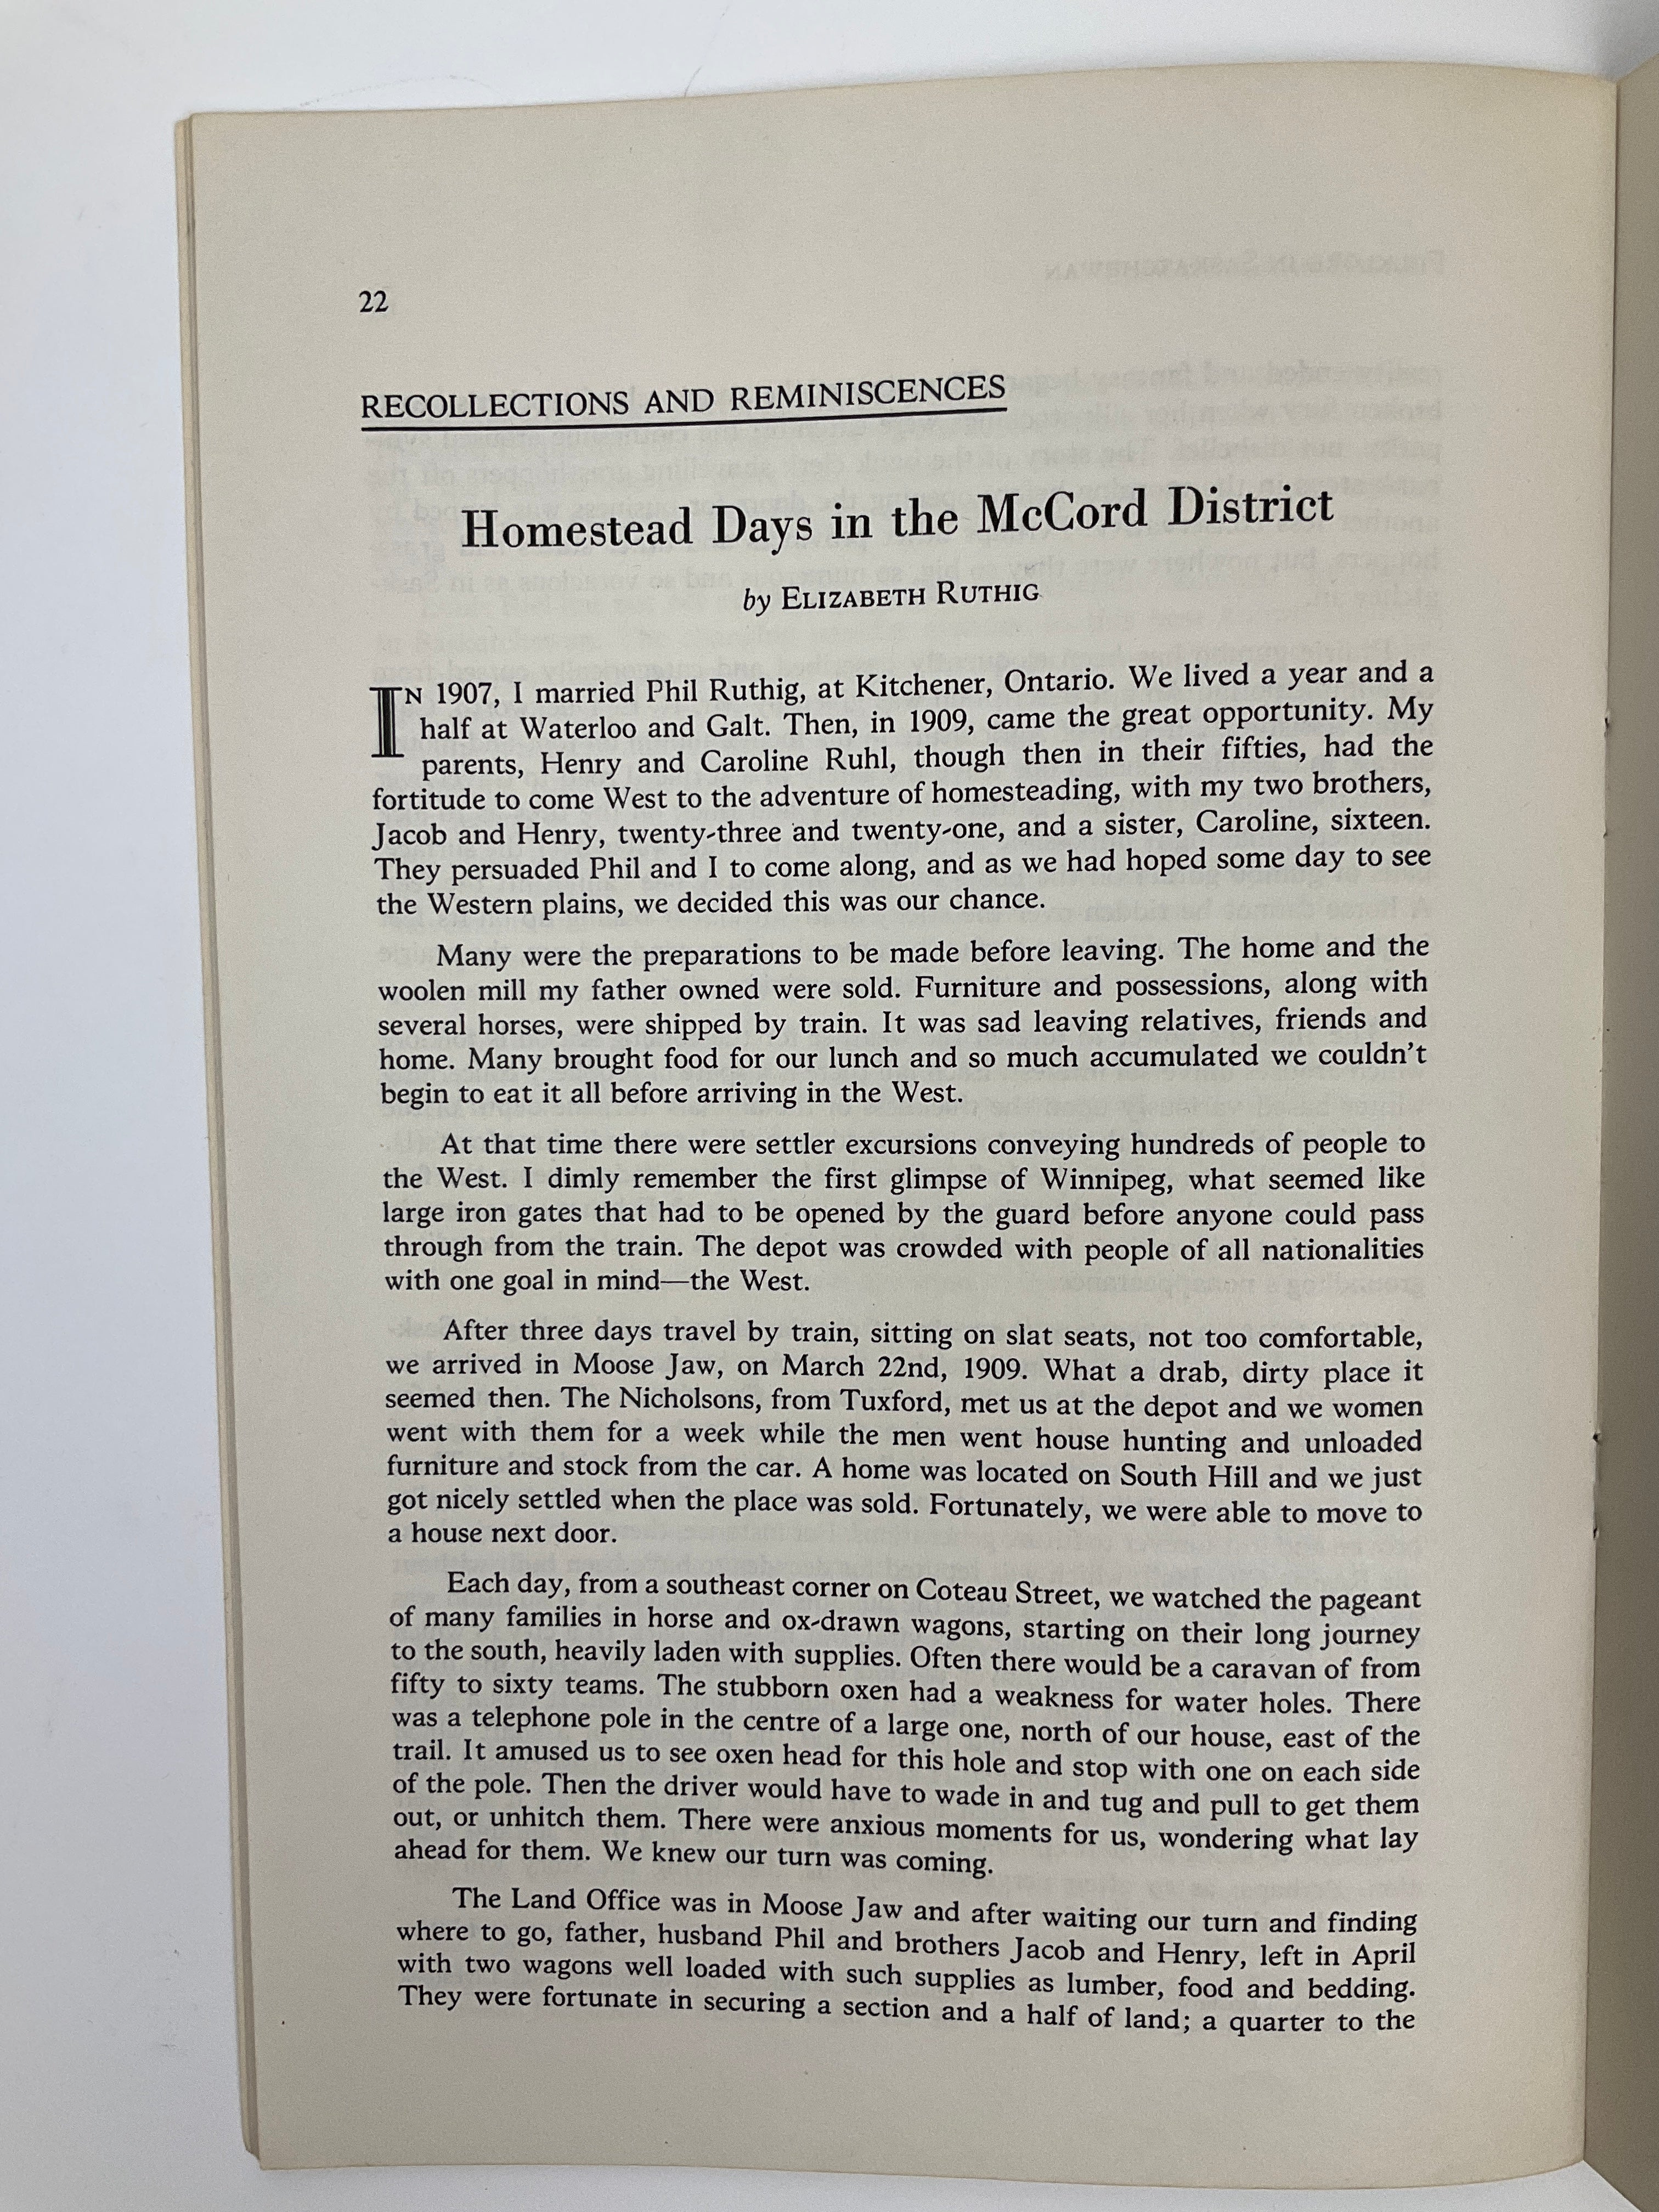 22
RECOLLECTIONS AND REMINISCENCES
Homestead Days in the McCord District
by ELIZABETH RUTHIG
IN 1907, I married Phil Ruthig, at Kitchener, Ontario. We lived a year and a
half at Waterloo and Galt. Then, in 1909, came the great opportunity. My
parents, Henry and Caroline Ruhl, though then in their fifties, had the
fortitude to come West to the adventure of homesteading, with my two brothers,
Jacob and Henry, twenty-three and twenty-one, and a sister, Caroline, sixteen.
They persuaded Phil and I to come along, and as we had hoped some day to see
the Western plains, we decided this was our chance.
Many were the preparations to be made before leaving. The home and the
woolen mill my father owned were sold. Furniture and possessions, along with
several horses, were shipped by train. It was sad leaving relatives, friends and
home. Many brought food for our lunch and so much accumulated we couldn't
begin to eat it all before arriving in the West.
At that time there were settler excursions conveying hundreds of people to
the West. I dimly remember the first glimpse of Winnipeg, what seemed like
large iron gates that had to be opened by the guard before anyone could pass
through from the train. The depot was crowded with people of all nationalities
with one goal in mind—the West.
After three days travel by train, sitting on slat seats, not too comfortable,
we arrived in Moose Jaw, on March 22nd, 1909. What a drab, dirty place it
seemed then. The Nicholsons, from Tuxford, met us at the depot and we women
went with them for a week while the men went house hunting and unloaded
furniture and stock from the car. A home was located on South Hill and we just
got nicely settled when the place was sold. Fortunately, we were able to move to
a house next door.
Each day, from a southeast corner on Coteau Street, we watched the pageant
of many families in horse and ox-drawn wagons, starting on their long journey
to the south, heavily laden with supplies. Often there would be a caravan of from
fifty to sixty teams. The stubborn oxen had a weakness for water holes. There
was a telephone pole in the centre of a large one, north of our house, east of the
trail. It amused us to see oxen head for this hole and stop with one on each side
of the pole. Then the driver would have to wade in and tug and pull to get them
out, or unhitch them. There were anxious moments for us, wondering what lay
ahead for them. We knew our turn was coming.
The Land Office was in Moose Jaw and after waiting our turn and finding
where to go, father, husband Phil and brothers Jacob and Henry, left in April
with two wagons well loaded with such supplies as lumber, food and bedding.
They were fortunate in securing a section and a half of land; a quarter to the